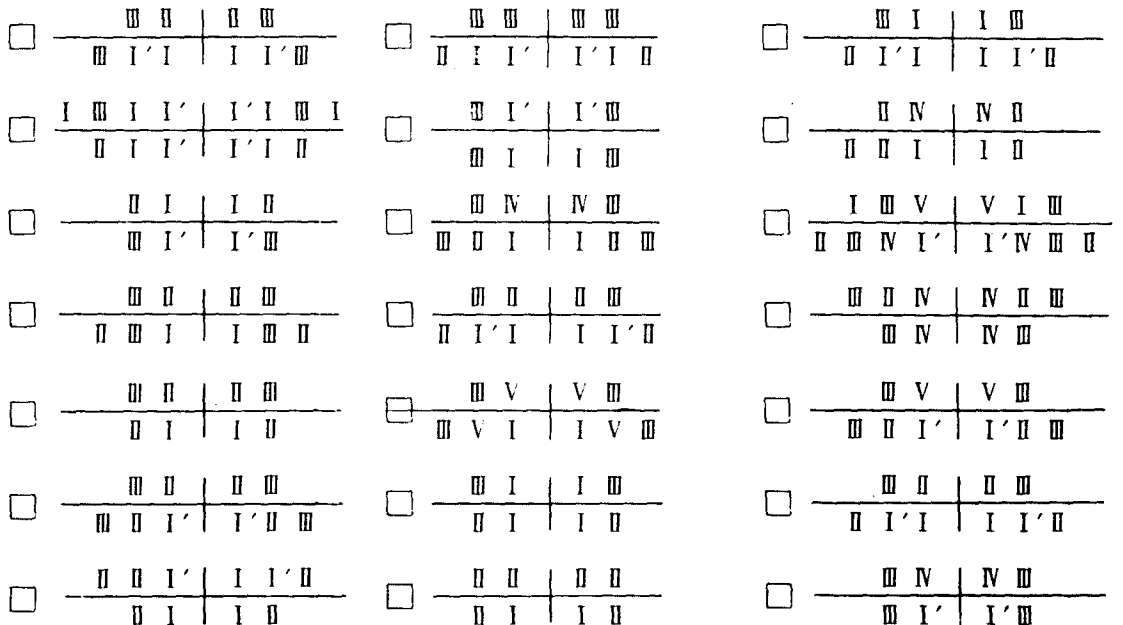 Ⅲ Ⅱ | Ⅱ Ⅲ
Ⅲ Ⅰ′ Ⅰ | Ⅰ Ⅰ′ Ⅲ
Ⅲ Ⅲ | Ⅲ Ⅲ
Ⅱ Ⅰ Ⅰ′ | Ⅰ′ Ⅰ Ⅱ
Ⅲ Ⅰ | Ⅰ Ⅲ
Ⅱ Ⅰ′ Ⅰ | Ⅰ Ⅰ′ Ⅱ
Ⅰ Ⅲ Ⅰ Ⅰ′ | Ⅰ′ Ⅰ Ⅲ Ⅰ
Ⅱ Ⅰ Ⅰ′ | Ⅰ′ Ⅰ Ⅱ
Ⅲ Ⅰ′ | Ⅰ′ Ⅲ
Ⅲ Ⅰ | Ⅰ Ⅲ
Ⅱ Ⅳ | Ⅳ Ⅱ
Ⅱ Ⅱ Ⅰ | Ⅰ Ⅱ
Ⅱ Ⅰ | Ⅰ Ⅱ
Ⅲ Ⅰ′ | Ⅰ′ Ⅲ
Ⅲ Ⅳ | Ⅳ Ⅲ
Ⅲ Ⅱ Ⅰ | Ⅰ Ⅱ Ⅲ
Ⅰ Ⅲ Ⅴ | Ⅴ Ⅰ Ⅲ
Ⅱ Ⅲ Ⅳ Ⅰ′ | Ⅰ′ Ⅳ Ⅲ Ⅱ
Ⅲ Ⅱ | Ⅱ Ⅲ
Ⅱ Ⅲ Ⅰ | Ⅰ Ⅲ Ⅱ
Ⅲ Ⅱ | Ⅱ Ⅲ
Ⅱ Ⅰ′ Ⅰ | Ⅰ Ⅰ′ Ⅱ
Ⅲ Ⅱ Ⅳ | Ⅳ Ⅱ Ⅲ
Ⅲ Ⅳ | Ⅳ Ⅲ
Ⅲ Ⅱ | Ⅱ Ⅲ
Ⅱ Ⅰ | Ⅰ Ⅱ
Ⅲ Ⅴ | Ⅴ Ⅲ
Ⅲ Ⅴ Ⅰ | Ⅰ Ⅴ Ⅲ
Ⅲ Ⅴ | Ⅴ Ⅲ
Ⅲ Ⅱ Ⅰ′ | Ⅰ′ Ⅱ Ⅲ
Ⅲ Ⅱ | Ⅱ Ⅲ
Ⅲ Ⅱ Ⅰ′ | Ⅰ′ Ⅱ Ⅲ
Ⅲ Ⅰ | Ⅰ Ⅲ
Ⅱ Ⅰ | Ⅰ Ⅱ
Ⅲ Ⅱ | Ⅱ Ⅲ
Ⅱ Ⅰ′ Ⅰ | Ⅰ Ⅰ′ Ⅱ
Ⅱ Ⅱ Ⅰ′ | Ⅰ Ⅰ′ Ⅱ
Ⅱ Ⅰ | Ⅰ Ⅱ
Ⅱ Ⅱ | Ⅱ Ⅱ
Ⅱ Ⅰ | Ⅰ Ⅱ
Ⅲ Ⅳ | Ⅳ Ⅲ
Ⅲ Ⅰ′ | Ⅰ′ Ⅲ